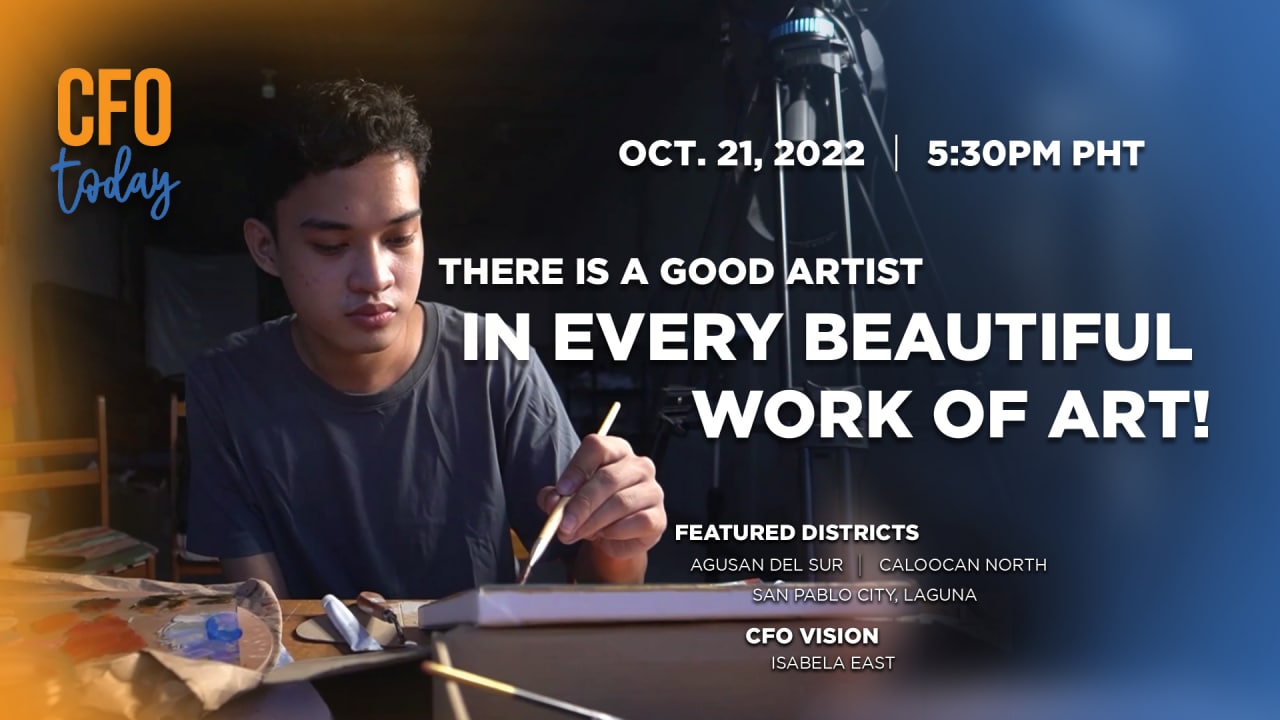 CFO
today
OCT. 21, 2022 | 5:30PM PHT
THERE IS A GOOD ARTIST
IN EVERY BEAUTIFUL
WORK OF ART!
FEATURED DISTRICTS
AGUSAN DEL SUR | CALOOCAN NORTH
SAN PABLO CITY, LAGUNA
CFO VISION
ISABELA EAST